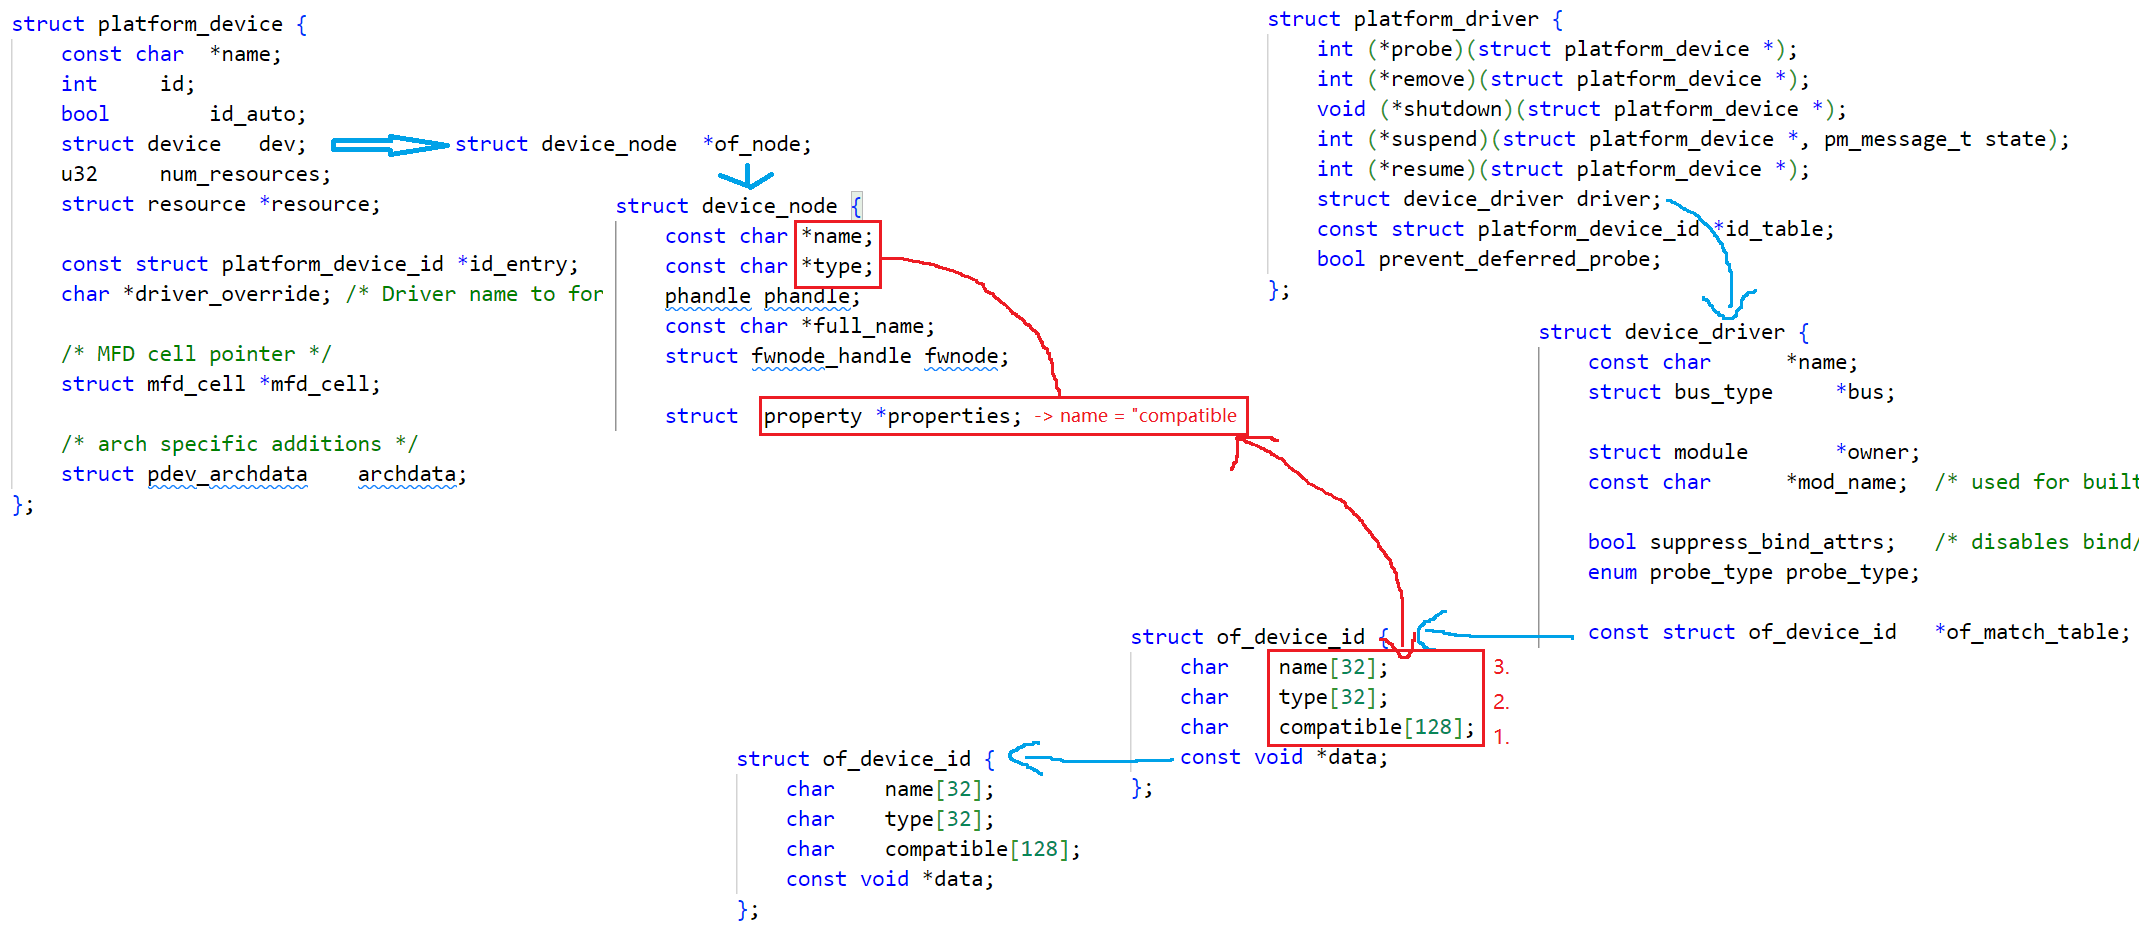 struct platform_device {
    const char  *name;
    int     id;
    bool        id_auto;
    struct device   dev;
    u32     num_resources;
    struct resource *resource;
    const struct platform_device_id *id_entry;
    char *driver_override; /* Driver name to for
    /* MFD cell pointer */
    struct mfd_cell *mfd_cell;
    /* arch specific additions */
    struct pdev_archdata    archdata;
};
struct device_node  *of_node;
struct device_node {
    const char *name;
    const char *type;
    phandle phandle;
    const char *full_name;
    struct fwnode_handle fwnode;
    struct  property *properties; -> name = "compatible
struct platform_driver {
    int (*probe)(struct platform_device *);
    int (*remove)(struct platform_device *);
    void (*shutdown)(struct platform_device *);
    int (*suspend)(struct platform_device *, pm_message_t state);
    int (*resume)(struct platform_device *);
    struct device_driver driver;
    const struct platform_device_id *id_table;
    bool prevent_deferred_probe;
};
struct device_driver {
    const char      *name;
    struct bus_type     *bus;
    struct module       *owner;
    const char      *mod_name;  /* used for built
    bool suppress_bind_attrs;   /* disables bind/
    enum probe_type probe_type;
    const struct of_device_id   *of_match_table;
struct of_device_id {
    char    name[32]; 3.
    char    type[32]; 2.
    char    compatible[128]; 1.
    const void *data;
};
struct of_device_id {
    char    name[32];
    char    type[32];
    char    compatible[128];
    const void *data;
};